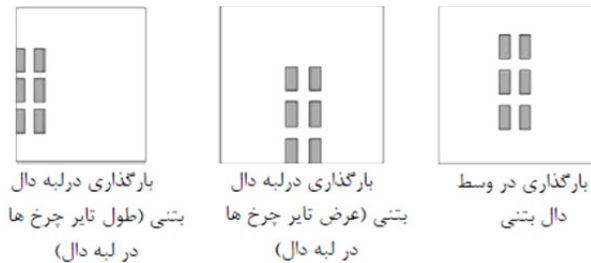 بارگذاری در وسط
دال بتنی
بارگذاری درلبه دال
بتنی (عرض تایر چرخ ها
در لبه دال)
بارگذاری درلبه دال
بتنی (طول تایر چرخ ها
در لبه دال)